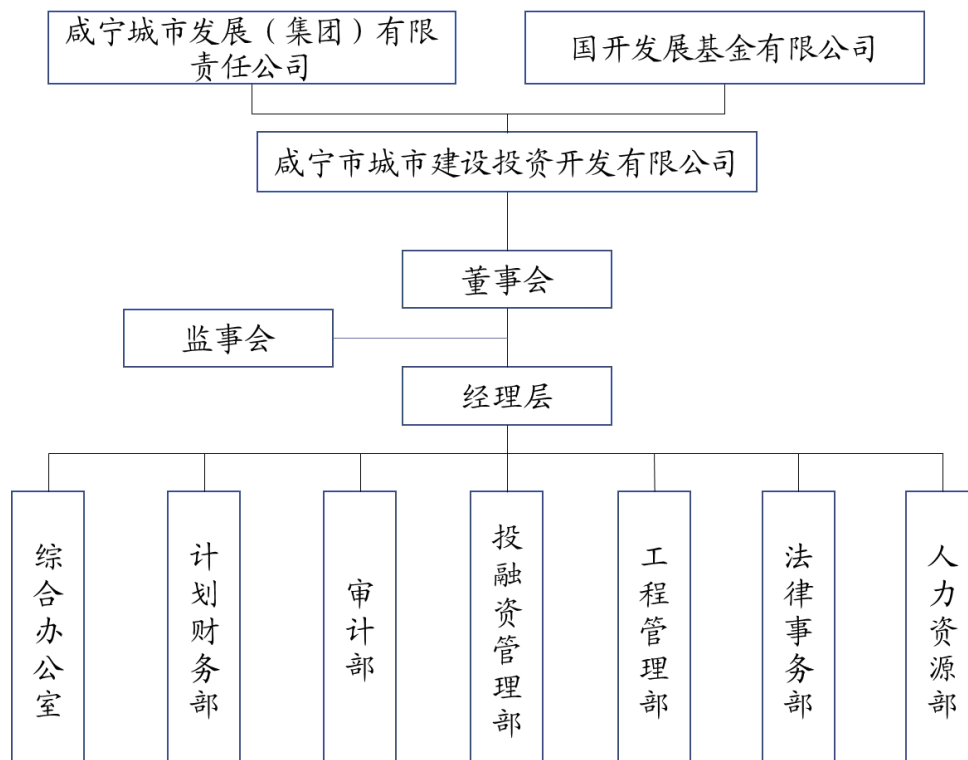 咸宁城市发展（集团）有限
责任公司
国开发展基金有限公司
咸宁市城市建设投资开发有限公司
董事会
监事会
经理层
综合办公室
计划财务部
审计部
投融资管理部
工程管理部
法律事务部
人力资源部